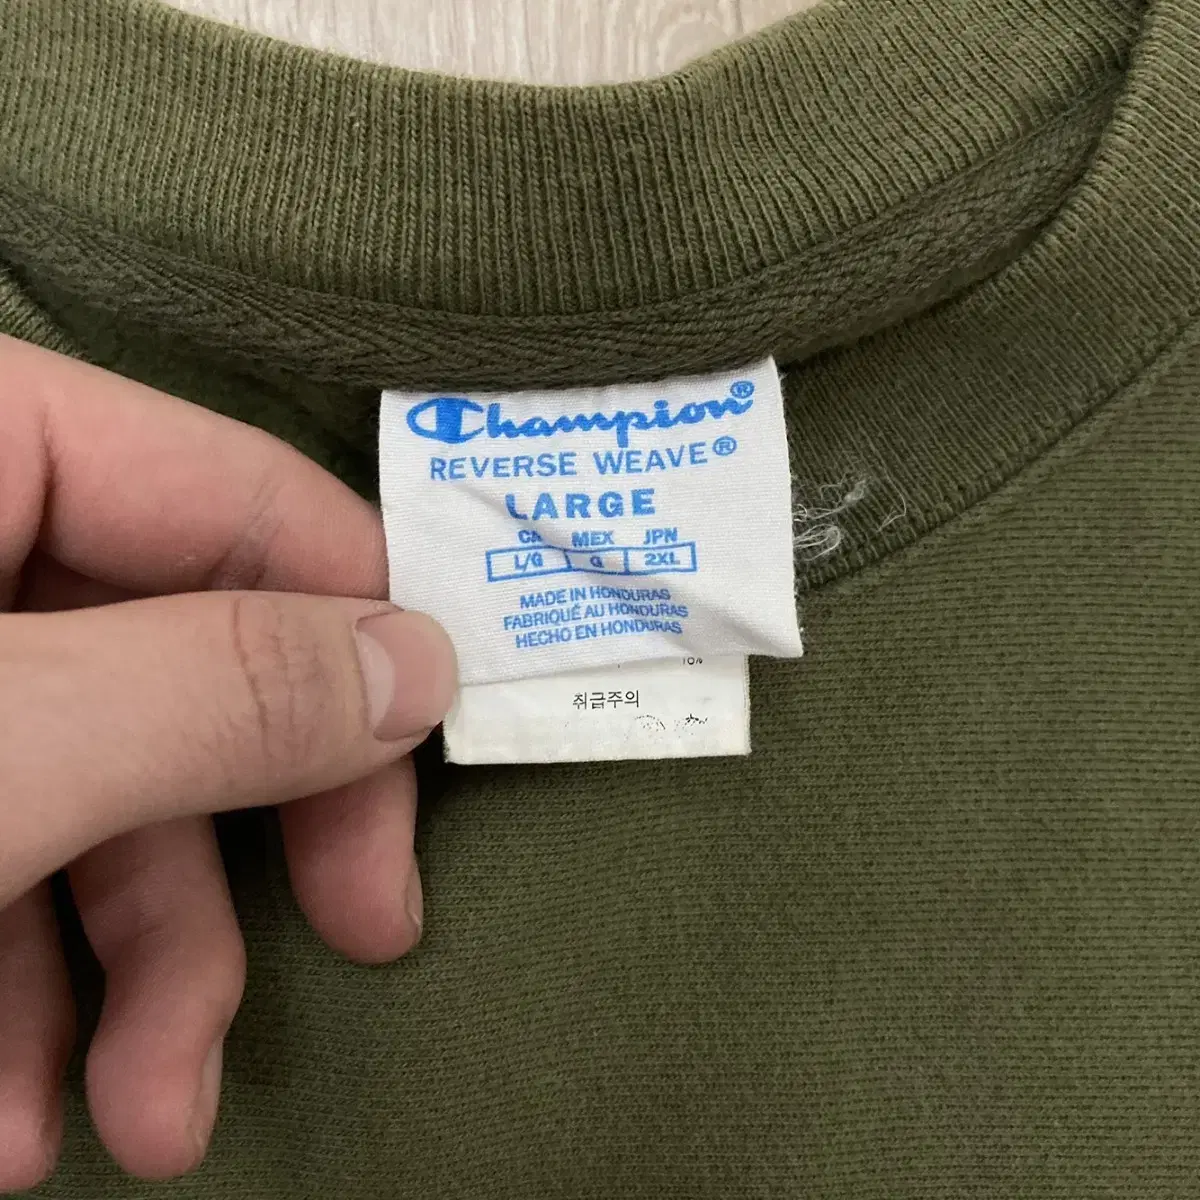 Champion®
REVERSE WEAVE®
LARGE
CA MEX JPN
L/G G 2XL
MADE IN HONDURAS
FABRIQUÉ AU HONDURAS
HECHO EN HONDURAS
취급주의